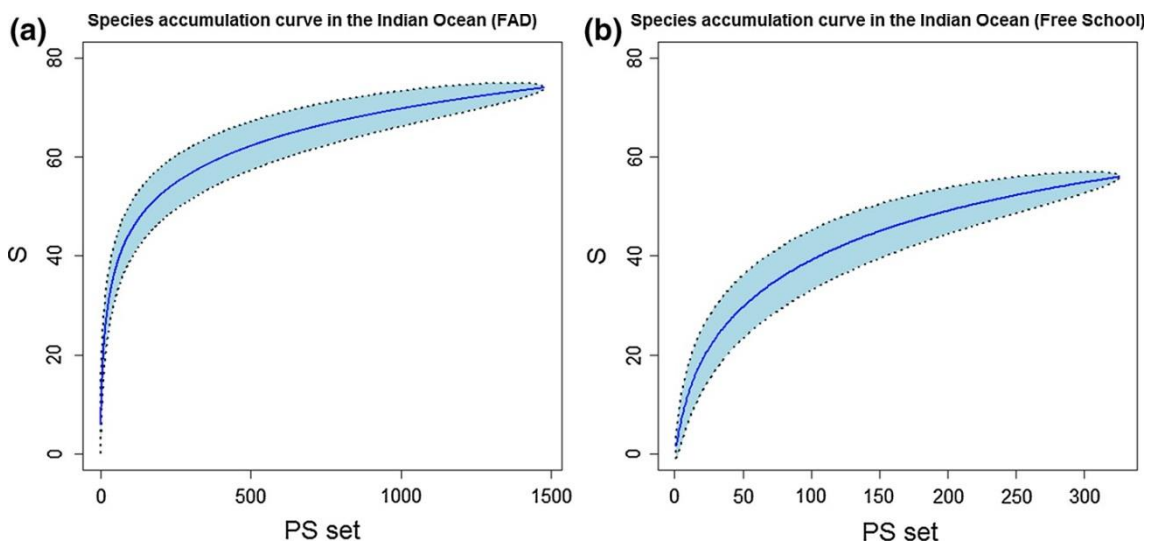 (a) Species accumulation curve in the Indian Ocean (FAD)
80
60
40
20
0
S
0 500 1000 1500
PS set
(b) Species accumulation curve in the Indian Ocean (Free School)
80
60
40
20
0
S
0 50 100 150 200 250 300
PS set